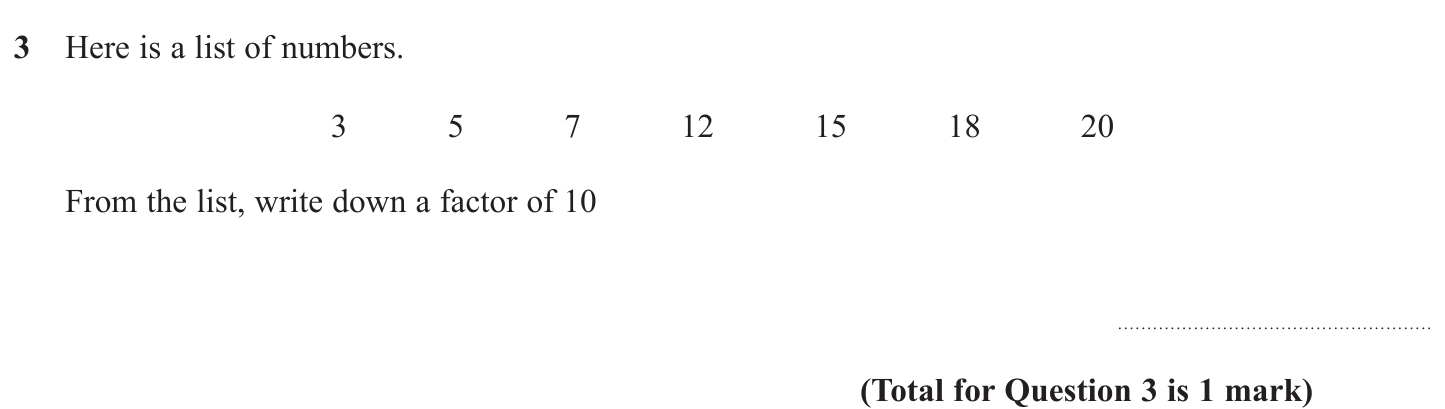 3 Here is a list of numbers.
3 5 7 12 15 18 20
From the list, write down a factor of 10
(Total for Question 3 is 1 mark)